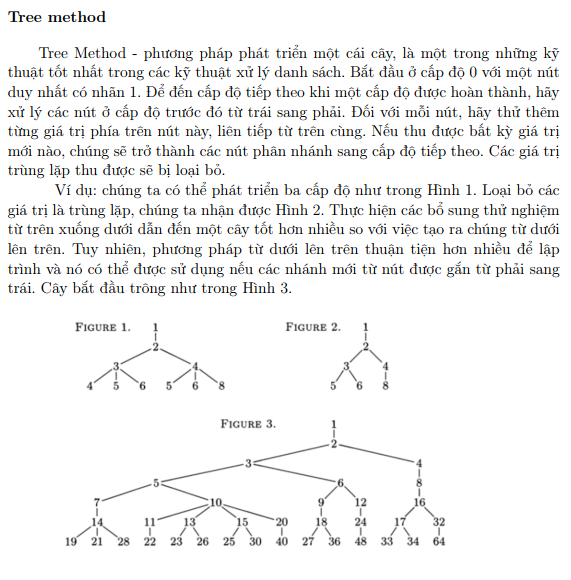 Tree method
Tree Method - phương pháp phát triển một cái cây, là một trong những kỹ
thuật tốt nhất trong các kỹ thuật xử lý danh sách. Bắt đầu ở cấp độ 0 với một nút
duy nhất có nhãn 1. Để đến cấp độ tiếp theo khi một cấp độ được hoàn thành, hãy
xử lý các nút ở cấp độ trước đó từ trái sang phải. Đối với mỗi nút, hãy thử thêm
từng giá trị phía trên nút này, liên tiếp từ trên cùng. Nếu thu được bất kỳ giá trị
mới nào, chúng sẽ trở thành các nút phân nhánh sang cấp độ tiếp theo. Các giá trị
trùng lặp thu được sẽ bị loại bỏ.
Ví dụ: chúng ta có thể phát triển ba cấp độ như trong Hình 1. Loại bỏ các
giá trị là trùng lặp, chúng ta nhận được Hình 2. Thực hiện các bổ sung thử nghiệm
từ trên xuống dưới dẫn đến một cây tốt hơn nhiều so với việc tạo ra chúng từ dưới
lên trên. Tuy nhiên, phương pháp từ dưới lên trên thuận tiện hơn nhiều để lập
trình và nó có thể được sử dụng nếu các nhánh mới từ nút được gắn từ phải sang
trái. Cây bắt đầu trông như trong Hình 3.
FIGURE 1. 1
2
3 4
4 5 6 5 6 8
FIGURE 2. 1
2
3 4
5 6 8
FIGURE 3. 1
2
3 4
5 6 8
7 10 9 12 16
14 11 13 15 20 18 24 17 32
19 21 28 22 23 26 25 30 40 27 36 48 33 34 64